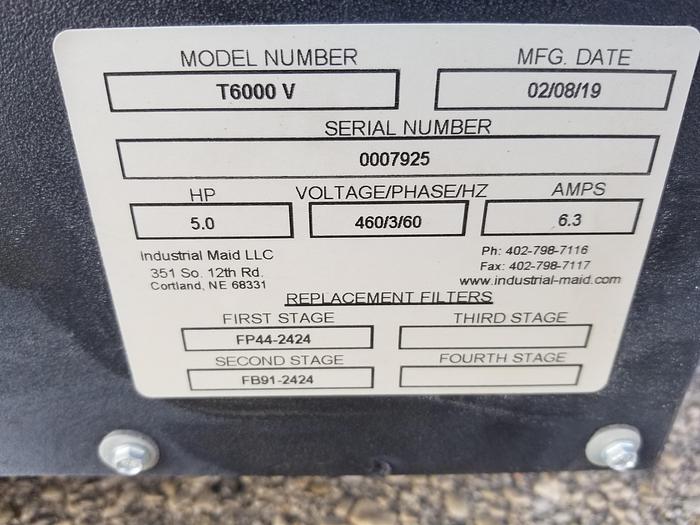 MODEL NUMBER MFG. DATE
T6000 V 02/08/19
SERIAL NUMBER
0007925
HP VOLTAGE/PHASE/HZ AMPS
5.0 460/3/60 6.3
Industrial Maid LLC Ph: 402-798-7116
351 So. 12th Rd. Fax: 402-798-7117
Cortland, NE 68331 www.industrial-maid.com
REPLACEMENT FILTERS
FIRST STAGE THIRD STAGE
FP44-2424
SECOND STAGE FOURTH STAGE
FB91-2424